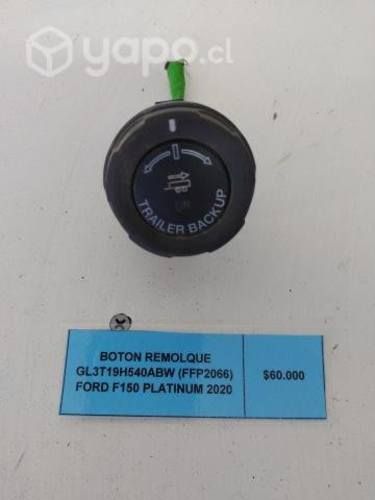 yapo.cl
TRAILER BACKUP
BOTON REMOLQUE
GL3T19H540ABW (FFP2066)
FORD F150 PLATINUM 2020
$60.000